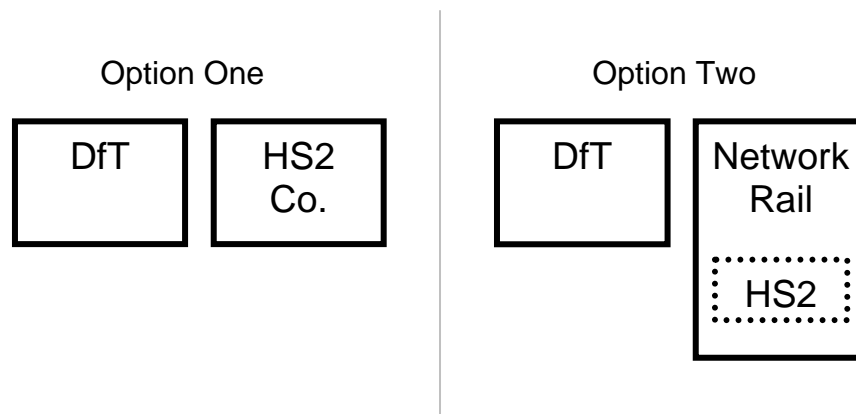 Option One
DfT
HS2
Co.
Option Two
DfT
Network
Rail
HS2